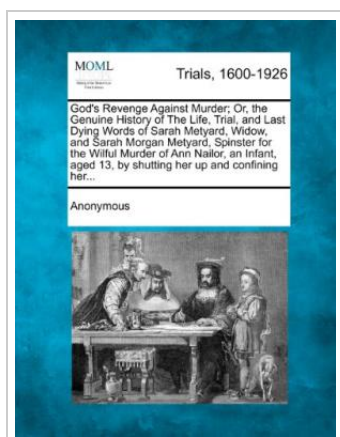 MOML
Trials, 1600-1926
God's Revenge Against Murder; Or, the
Genuine History of The Life, Trial, and Last
Dying Words of Sarah Metyard, Widow,
and Sarah Morgan Metyard, Spinster for
the Wilful Murder of Ann Nailor, an Infant,
aged 13, by shutting her up and confining
her...
Anonymous